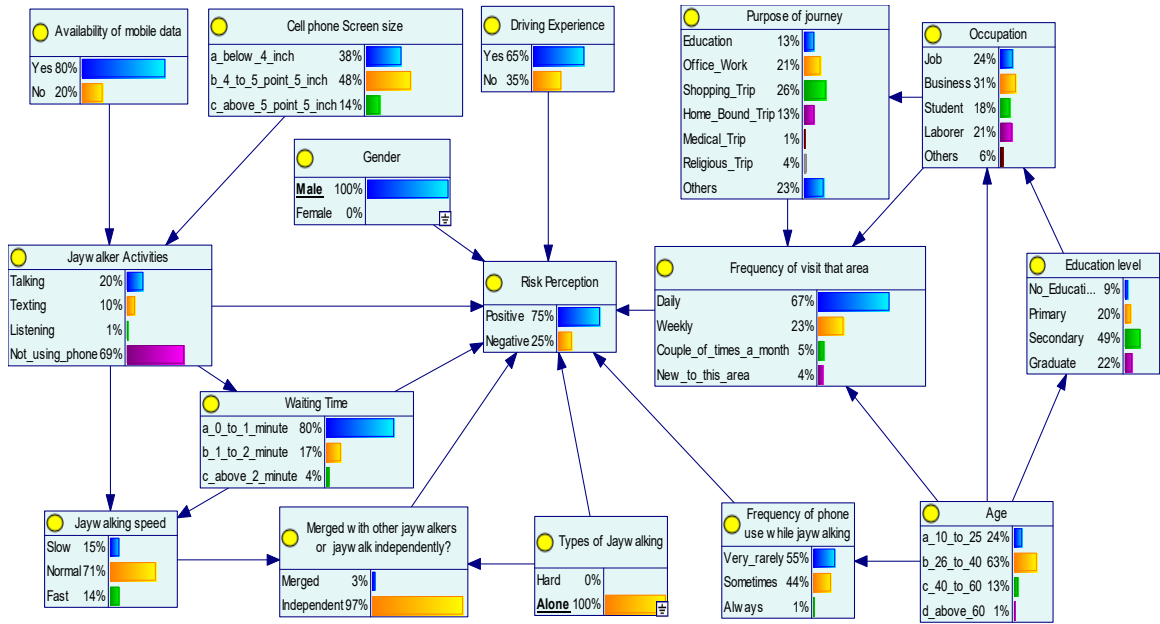 Availability of mobile data
Yes 80%
No 20%
Cell phone Screen size
a_below_4_inch 38%
b_4_to_5_point_5_inch 48%
c_above_5_point_5_inch 14%
Driving Experience
Yes 65%
No 35%
Purpose of journey
Education 13%
Office_Work 21%
Shopping_Trip 26%
Home_Bound_Trip 13%
Medical_Trip 1%
Religious_Trip 4%
Others 23%
Occupation
Job 24%
Business 31%
Student 18%
Laborer 21%
Others 6%
Gender
Male 100%
Female 0%
Jaywalker Activities
Talking 20%
Texting 10%
Listening 1%
Not_using_phone 69%
Risk Perception
Positive 75%
Negative 25%
Frequency of visit that area
Daily 67%
Weekly 23%
Couple_of_times_a_month 5%
New_to_this_area 4%
Education level
No_Educati... 9%
Primary 20%
Secondary 49%
Graduate 22%
Waiting Time
a_0_to_1_minute 80%
b_1_to_2_minute 17%
c_above_2_minute 4%
Jaywalking speed
Slow 15%
Normal 71%
Fast 14%
Merged with other jaywalkers
or jaywalk independently?
Merged 3%
Independent 97%
Types of Jaywalking
Hard 0%
Alone 100%
Frequency of phone
use while jaywalking
Very_rarely 55%
Sometimes 44%
Always 1%
Age
a_10_to_25 24%
b_26_to_40 63%
c_40_to_60 13%
d_above_60 1%